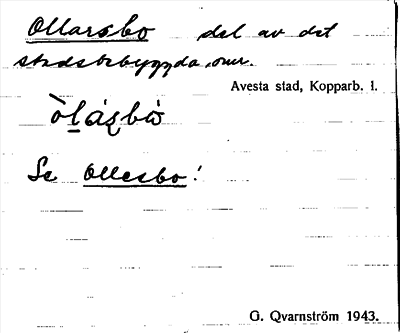 Ollarsbo del av det
stadsbebyggda omr.
Avesta stad, Kopparb. l.
Se Ollesbo!
G. Qvarnström 1943.